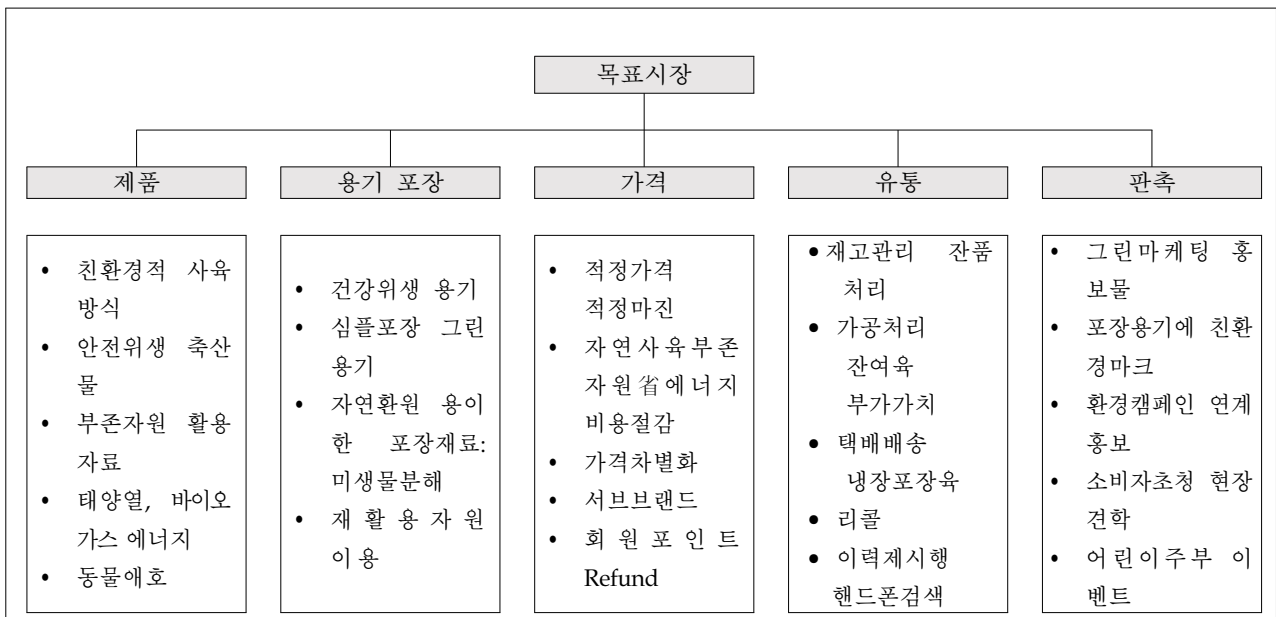 목표시장
제품
용기 포장
가격
유통
판촉
• 친환경적 사육
방식
• 안전위생 축산
물
• 부존자원 활용
자료
• 태양열, 바이오
가스 에너지
• 동물애호
• 건강위생 용기
• 심플포장 그린
용기
• 자연환원 용이
한 포장재료:
미생물분해
• 재활용자원
이용
• 적정가격
적정마진
• 자연사육부존
자원省에너지
비용절감
• 가격차별화
• 서브브랜드
• 회원포인트
Refund
• 재고관리 잔품
처리
• 가공처리
잔여육
부가가치
• 택배배송
냉장포장육
• 리콜
• 이력제시행
핸드폰검색
• 그린마케팅 홍
보물
• 포장용기에 친환
경마크
• 환경캠페인 연계
홍보
• 소비자초청 현장
견학
• 어린이주부 이
벤트